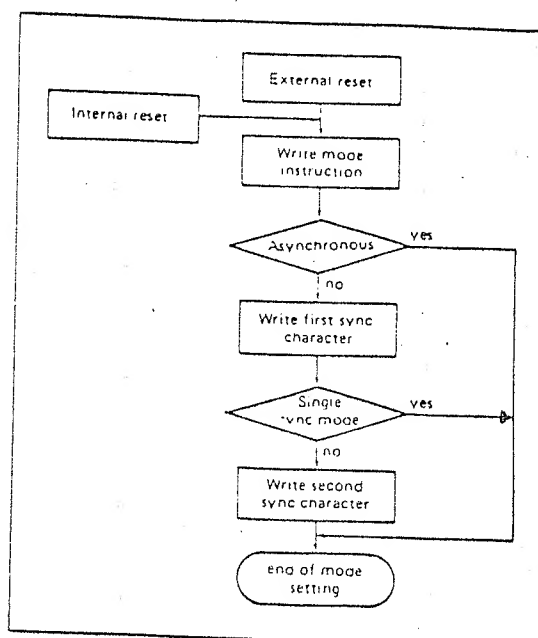 External reset
Internal reset
Write mode
instruction
Asynchronous
yes
no
Write first sync
character
Single
sync mode
yes
no
Write second
sync character
end of mode
setting